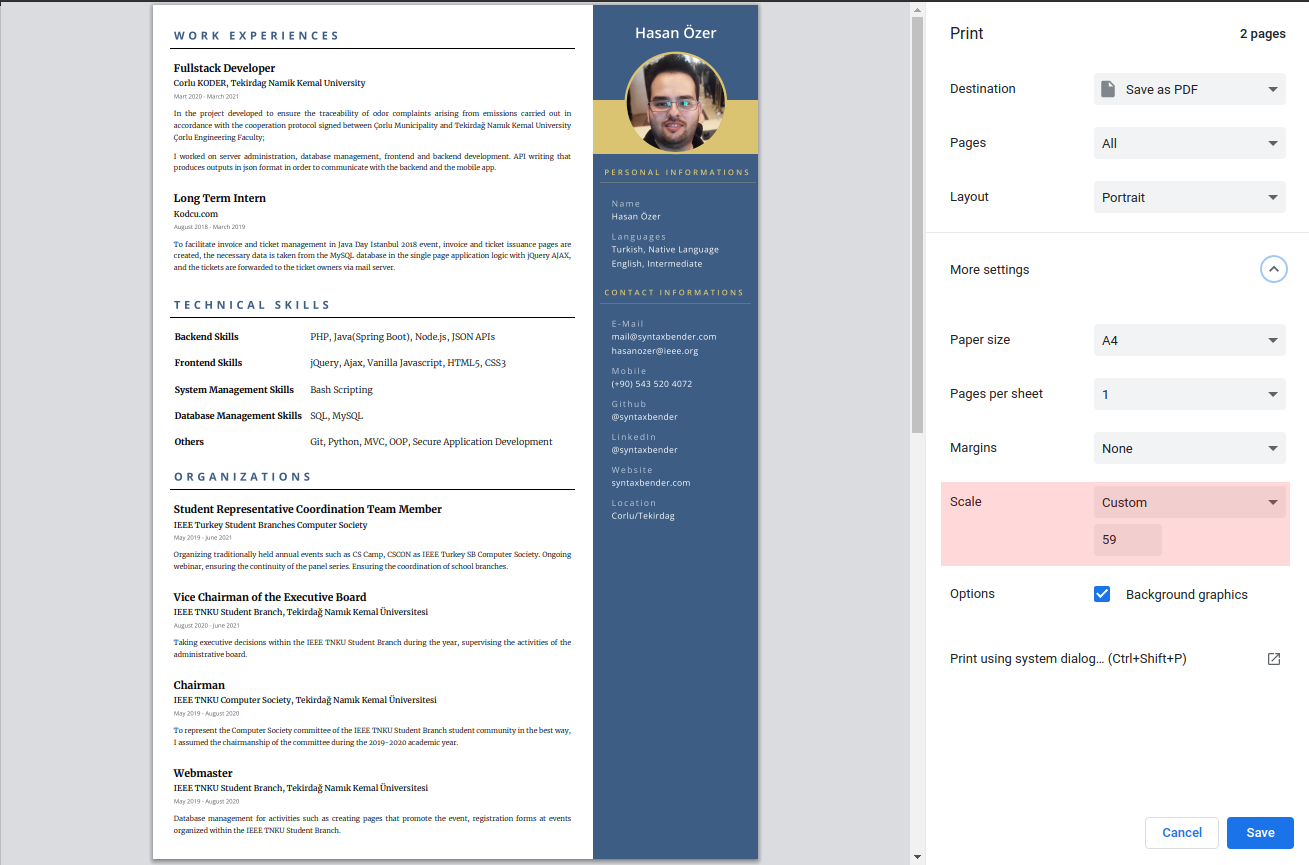 WORK EXPERIENCES
Fullstack Developer
Corlu KODER, Tekirdag Namik Kemal University
Mart 2020 - March 2021
In the project developed to ensure the traceability of odor complaints arising from emissions carried out in
accordance with the cooperation protocol signed between Çorlu Municipality and Tekirdağ Namık Kemal University
Çorlu Engineering Faculty;
I worked on server administration, database management, frontend and backend development. API writing that
produces outputs in json format in order to communicate with the backend and the mobile app.
Long Term Intern
Kodcu.com
August 2018 - March 2019
To facilitate invoice and ticket management in Java Day Istanbul 2018 event, invoice and ticket issuance pages are
created, the necessary data is taken from the MySQL database in the single page application logic with jQuery AJAX,
and the tickets are forwarded to the ticket owners via mail server.
TECHNICAL SKILLS
Backend Skills PHP, Java(Spring Boot), Node.js, JSON APIs
Frontend Skills jQuery, Ajax, Vanilla Javascript, HTML5, CSS3
System Management Skills Bash Scripting
Database Management Skills SQL, MySQL
Others Git, Python, MVC, OOP, Secure Application Development
ORGANIZATIONS
Student Representative Coordination Team Member
IEEE Turkey Student Branches Computer Society
May 2019 - June 2021
Organizing traditionally held annual events such as CS Camp, CSCON as IEEE Turkey SB Computer Society. Ongoing
webinar, ensuring the continuity of the panel series. Ensuring the coordination of school branches.
Vice Chairman of the Executive Board
IEEE TNKU Student Branch, Tekirdağ Namık Kemal Üniversitesi
August 2020 - June 2021
Taking executive decisions within the IEEE TNKU Student Branch during the year, supervising the activities of the
administrative board.
Chairman
IEEE TNKU Computer Society, Tekirdağ Namık Kemal Üniversitesi
May 2019 - August 2020
To represent the Computer Society committee of the IEEE TNKU Student Branch student community in the best way,
I assumed the chairmanship of the committee during the 2019-2020 academic year.
Webmaster
IEEE TNKU Student Branch, Tekirdağ Namık Kemal Üniversitesi
May 2019 - August 2020
Database management for activities such as creating pages that promote the event, registration forms at events
organized within the IEEE TNKU Student Branch.
Hasan Özer
PERSONAL INFORMATIONS
Name
Hasan Özer
Languages
Turkish, Native Language
English, Intermediate
CONTACT INFORMATIONS
E-Mail
mail@syntaxbender.com
hasanozer@ieee.org
Mobile
(+90) 543 520 4072
Github
@syntaxbender
LinkedIn
@syntaxbender
Website
syntaxbender.com
Location
Corlu/Tekirdag
Print 2 pages
Destination Save as PDF
Pages All
Layout Portrait
More settings
Paper size A4
Pages per sheet 1
Margins None
Scale Custom
59
Options Background graphics
Print using system dialog... (Ctrl+Shift+P)
Cancel Save